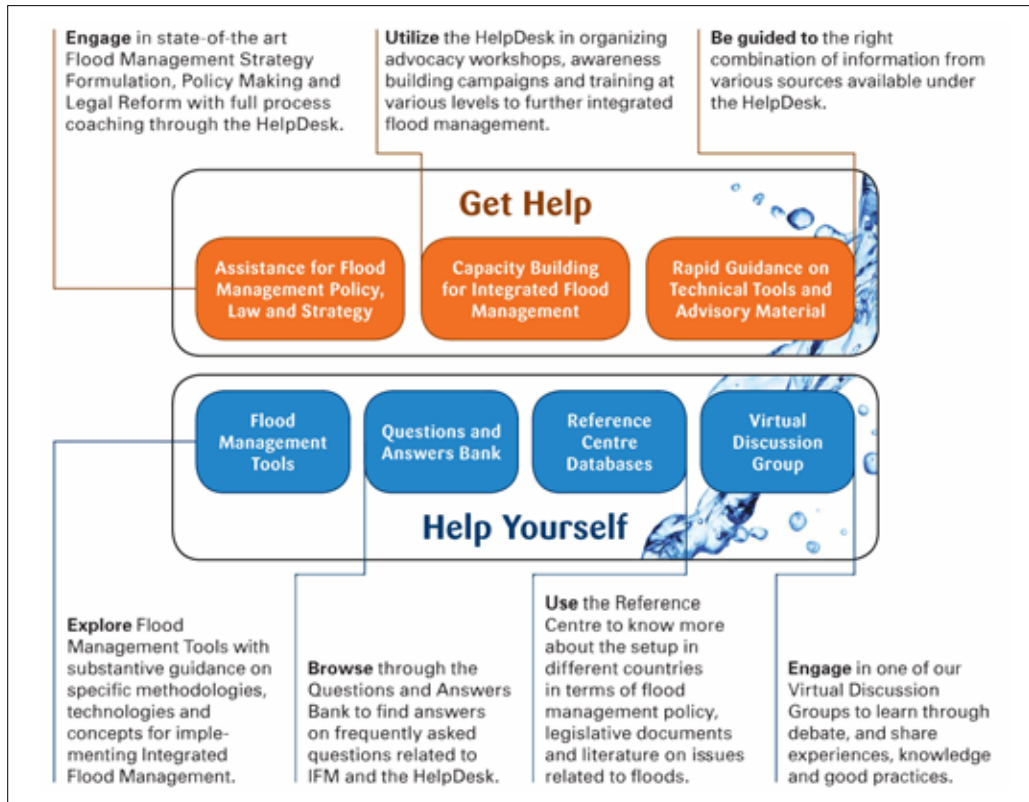 Engage in state-of-the art
Flood Management Strategy
Formulation, Policy Making and
Legal Reform with full process
coaching through the HelpDesk.
Utilize the HelpDesk in organizing
advocacy workshops, awareness
building campaigns and training at
various levels to further integrated
flood management.
Be guided to the right
combination of information from
various sources available under
the HelpDesk.
Get Help
Assistance for Flood
Management Policy,
Law and Strategy
Capacity Building
for Integrated Flood
Management
Rapid Guidance on
Technical Tools and
Advisory Material
Flood
Management
Tools
Questions and
Answers Bank
Reference
Centre
Databases
Virtual
Discussion
Group
Help Yourself
Explore Flood
Management Tools with
substantive guidance on
specific methodologies,
technologies and
concepts for imple-
menting Integrated
Flood Management.
Browse through the
Questions and Answers
Bank to find answers
on frequently asked
questions related to
IFM and the HelpDesk.
Use the Reference
Centre to know more
about the setup in
different countries
in terms of flood
management policy,
legislative documents
and literature on issues
related to floods.
Engage in one of our
Virtual Discussion
Groups to learn through
debate, and share
experiences, knowledge
and good practices.